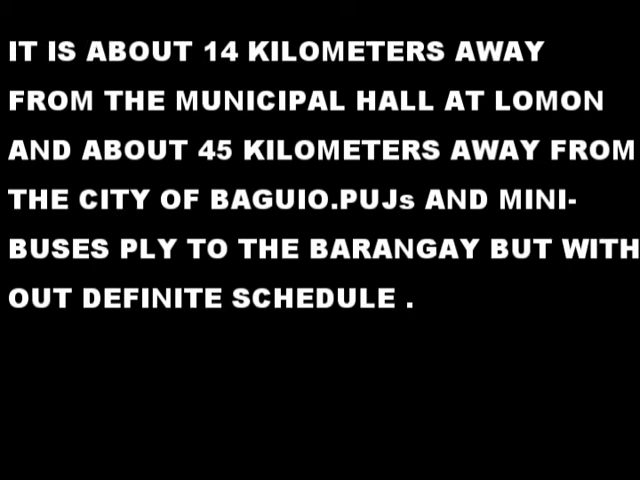 IT IS ABOUT 14 KILOMETERS AWAY
FROM THE MUNICIPAL HALL AT LOMON
AND ABOUT 45 KILOMETERS AWAY FROM
THE CITY OF BAGUIO.PUJs AND MINI-
BUSES PLY TO THE BARANGAY BUT WITH
OUT DEFINITE SCHEDULE .